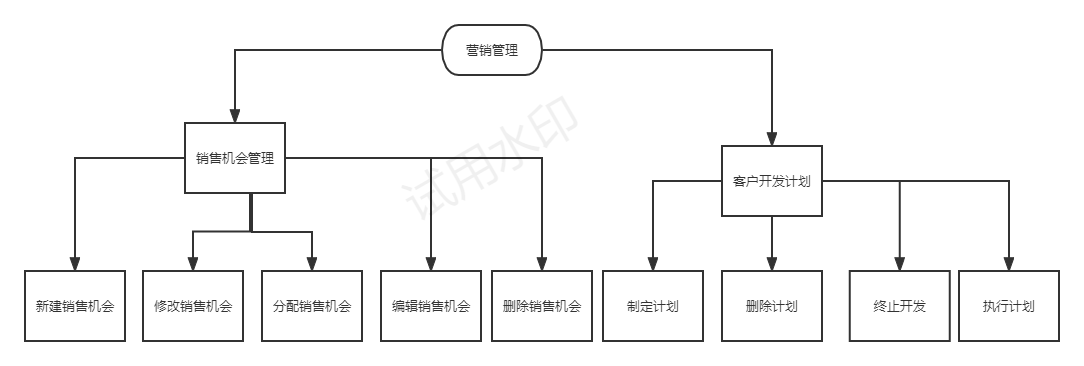 营销管理
销售机会管理
客户开发计划
试用水印
新建销售机会
修改销售机会
分配销售机会
编辑销售机会
删除销售机会
制定计划
删除计划
终止开发
执行计划